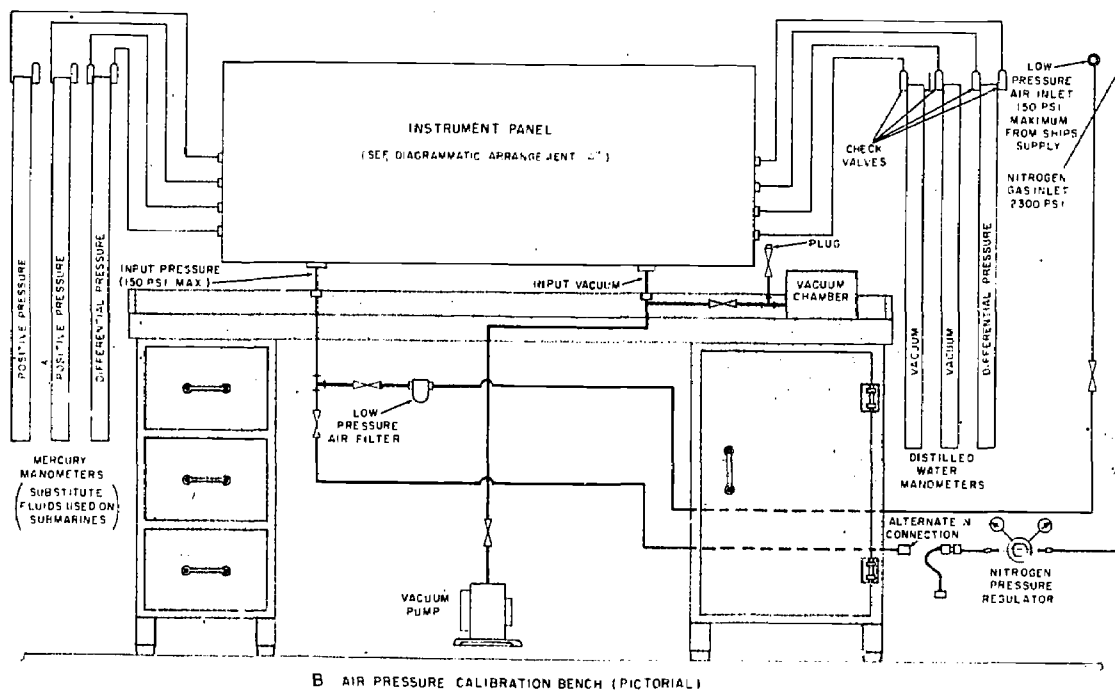 INSTRUMENT PANEL
(SEE DIAGRAMMATIC ARRANGEMENT
LOW
PRESSURE
AIR INLET
150 PSI
MAXIMUM
FROM SHIPS
SUPPLY
NITROGEN
GAS INLET
2300 PSI
CHECK
VALVES
PLUG
INPUT PRESSURE
(150 PSI MAX)
INPUT VACUUM
VACUUM
CHAMBER
POSITIVE PRESSURE
POSITIVE PRESSURE
DIFFERENTIAL PRESSURE
VACUUM
VACUUM
DIFFERENTIAL PRESSURE
LOW
PRESSURE
AIR FILTER
MERCURY
MANOMETERS
(SUBSTITUTE
FLUIDS USED ON
SUBMARINES)
DISTILLED
WATER
MANOMETERS
ALTERNATE N
CONNECTION
NITROGEN
PRESSURE
REGULATOR
VACUUM
PUMP
B AIR PRESSURE CALIBRATION BENCH (PICTORIAL)